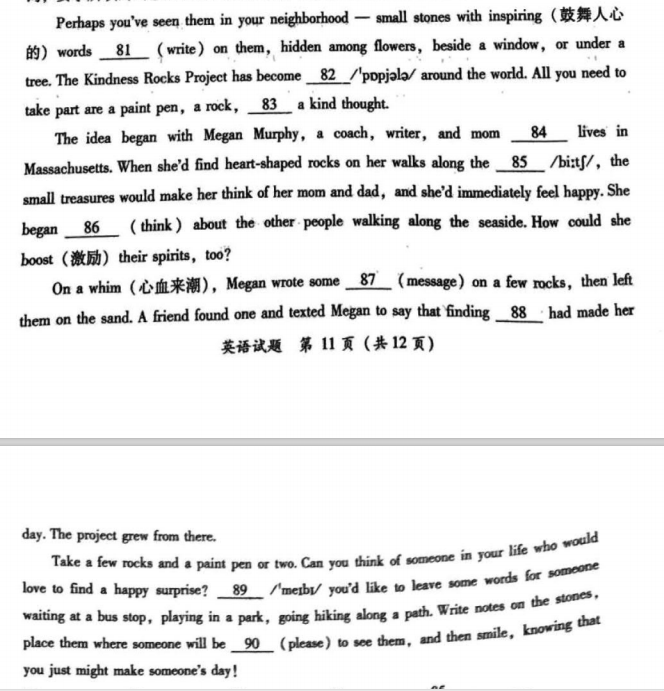 Perhaps you've seen them in your neighborhood — small stones with inspiring (鼓舞人心
的) words 81 (write) on them, hidden among flowers, beside a window, or under a
tree. The Kindness Rocks Project has become 82 /ˈpɒpjələ/ around the world. All you need to
take part are a paint pen, a rock, 83 a kind thought.
The idea began with Megan Murphy, a coach, writer, and mom 84 lives in
Massachusetts. When she'd find heart-shaped rocks on her walks along the 85 /biːtʃ/, the
small treasures would make her think of her mom and dad, and she'd immediately feel happy. She
began 86 (think) about the other people walking along the seaside. How could she
boost (激励) their spirits, too?
On a whim (心血来潮), Megan wrote some 87 (message) on a few rocks, then left
them on the sand. A friend found one and texted Megan to say that finding 88 had made her
英语试题 第 11 页 (共 12 页)
day. The project grew from there.
Take a few rocks and a paint pen or two. Can you think of someone in your life who would
love to find a happy surprise? 89 /ˈmeɪbɪ/ you'd like to leave some words for someone
waiting at a bus stop, playing in a park, going hiking along a path. Write notes on the stones,
place them where someone will be 90 (please) to see them, and then smile, knowing that
you just might make someone's day!